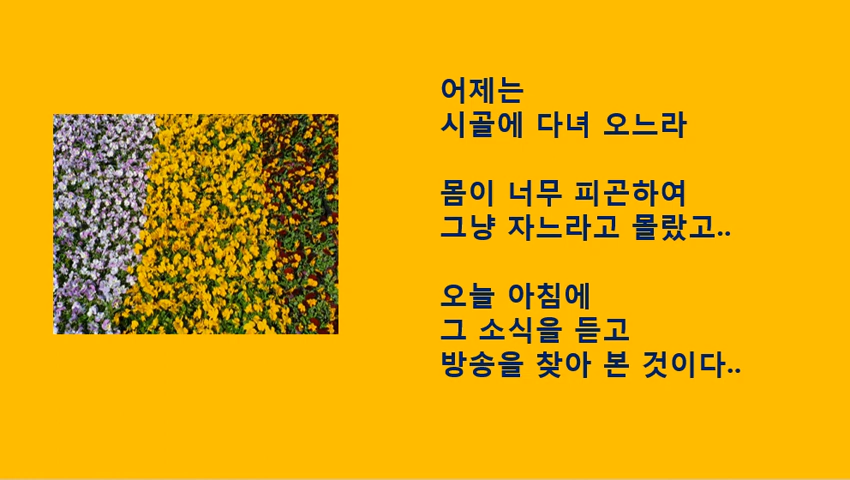 어제는
시골에 다녀 오느라
몸이 너무 피곤하여
그냥 자느라고 몰랐고..
오늘 아침에
그 소식을 듣고
방송을 찾아 본 것이다..